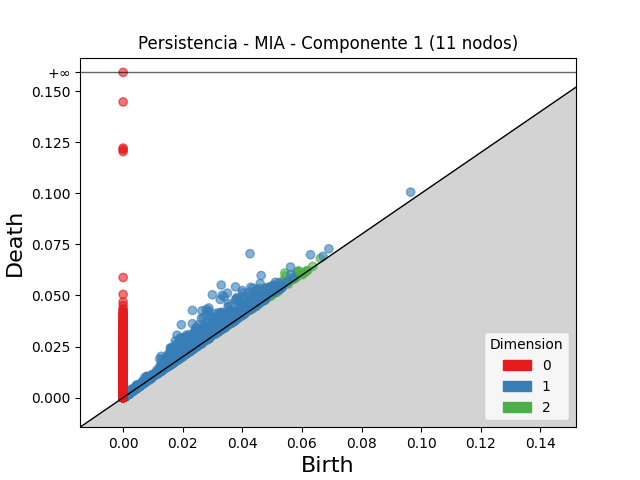 Persistencia - MIA - Componente 1 (11 nodos)
+∞
0.150
0.125
0.100
0.075
0.050
0.025
0.000
Death
Dimension
0
1
2
0.00 0.02 0.04 0.06 0.08 0.10 0.12 0.14
Birth